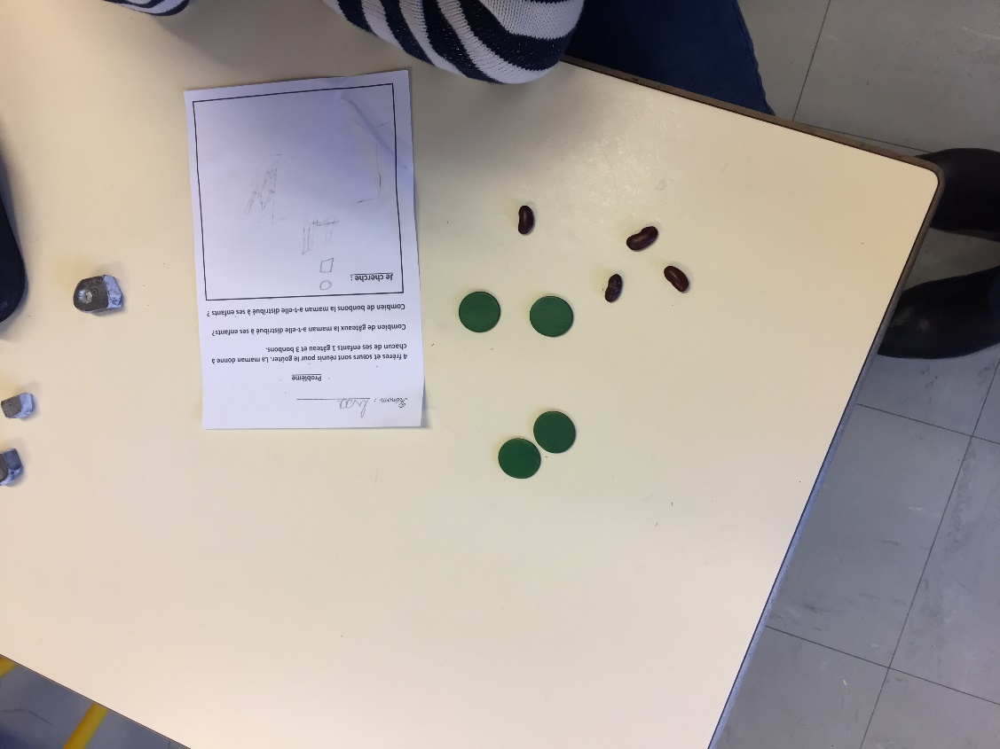 Prénom :
Problème
4 frères et sœurs sont réunis pour le goûter. La maman donne à
chacun de ses enfants 1 gâteau et 3 bonbons.
Combien de gâteaux la maman a-t-elle distribué à ses enfants?
Combien de bonbons la maman a-t-elle distribué à ses enfants ?
Je cherche :